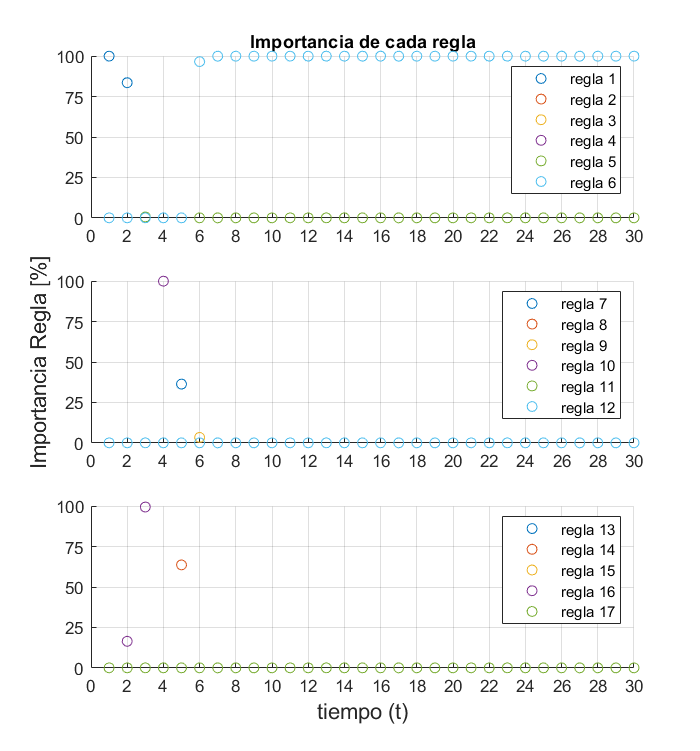 Importancia de cada regla
100
75
50
25
0
0 2 4 6 8 10 12 14 16 18 20 22 24 26 28 30
regla 1
regla 2
regla 3
regla 4
regla 5
regla 6
Importancia Regla [%]
100
75
50
25
0
0 2 4 6 8 10 12 14 16 18 20 22 24 26 28 30
regla 7
regla 8
regla 9
regla 10
regla 11
regla 12
100
75
50
25
0
0 2 4 6 8 10 12 14 16 18 20 22 24 26 28 30
regla 13
regla 14
regla 15
regla 16
regla 17
tiempo (t)